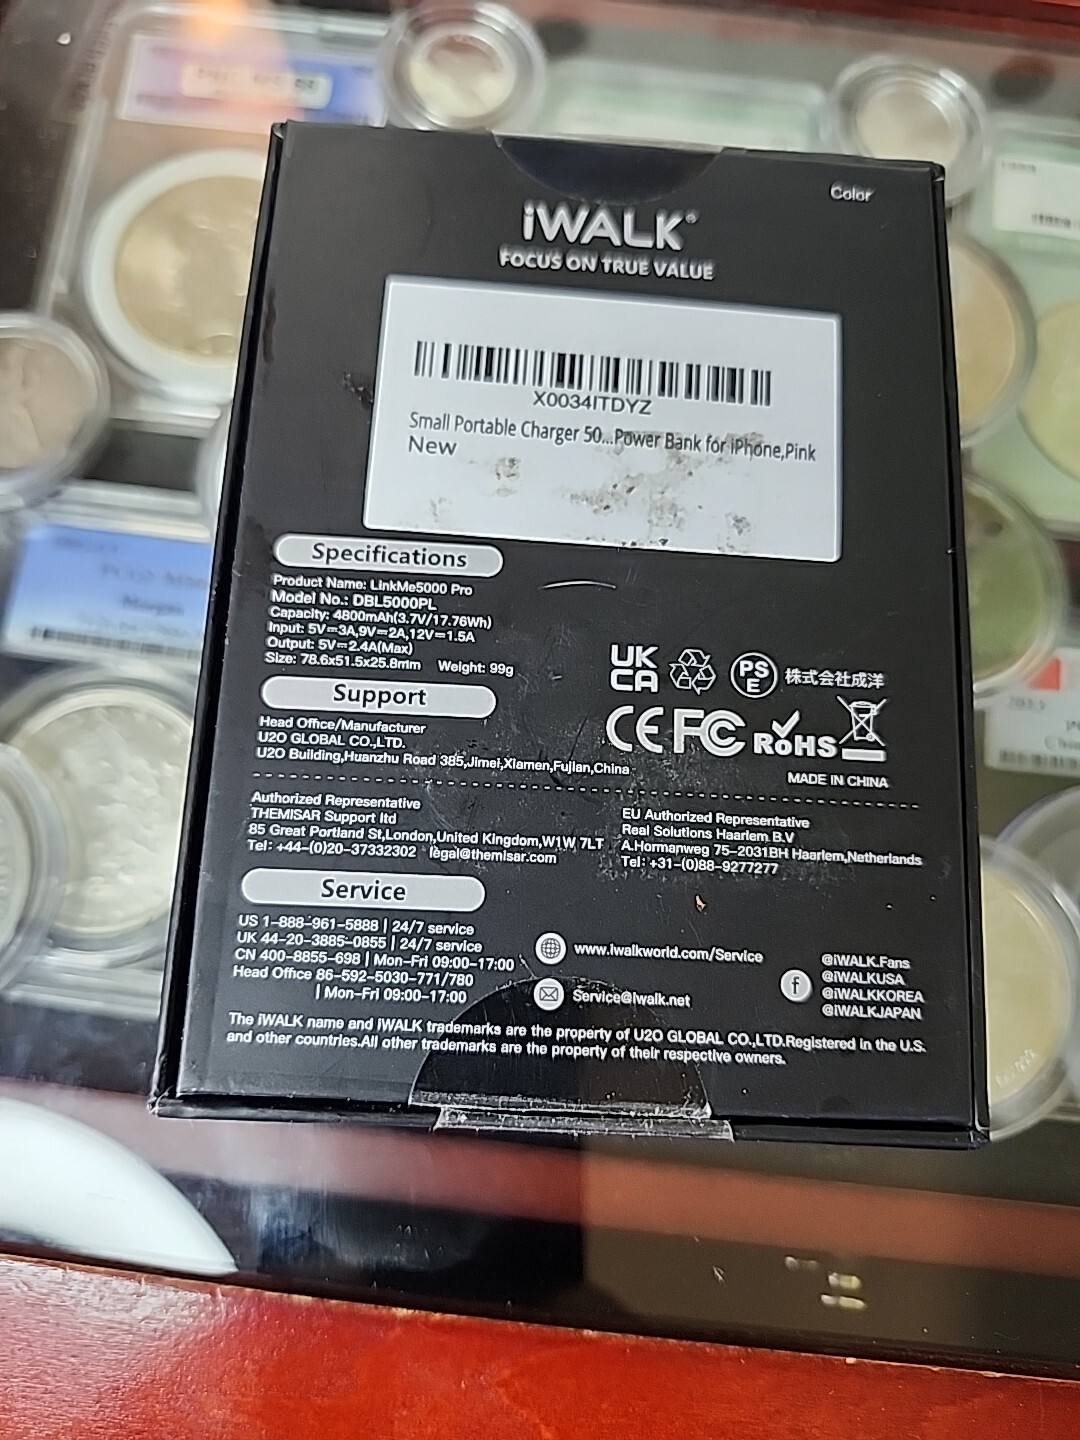 Color
iWALK®
FOCUS ON TRUE VALUE
X0034ITDYZ
Small Portable Charger 50...Power Bank for iPhone,Pink
New
Specifications
Product Name: LinkMe5000 Pro
Model No.: DBL5000PL
Capacity: 4800mAh(3.7V/17.76Wh)
Input: 5V⎓3A,9V⎓2A,12V⎓1.5A
Output: 5V⎓2.4A(Max)
Size: 78.6x51.5x25.8mm Weight: 99g
UK
CA
PS
E
株式会社成洋
CE FC RoHS
MADE IN CHINA
Support
Head Office/Manufacturer
U2O GLOBAL CO.,LTD.
U2O Building,Huanzhu Road 385,Jimei,Xiamen,Fujian,China
Authorized Representative
THEMISAR Support ltd
85 Great Portland St,London,United Kingdom,W1W 7LT
Tel: +44-(0)20-37332302 legal@themisar.com
EU Authorized Representative
Real Solutions Haarlem B.V
A.Hormanweg 75-2031BH Haarlem,Netherlands
Tel: +31-(0)88-9277277
Service
US 1-888-961-5888 | 24/7 service
UK 44-20-3885-0855 | 24/7 service
CN 400-8855-698 | Mon-Fri 09:00-17:00
Head Office 86-592-5030-771/780
| Mon-Fri 09:00-17:00
www.iwalkworld.com/Service
Service@iwalk.net
f
@iWALK.Fans
@iWALKUSA
@iWALKKOREA
@iWALKJAPAN
The iWALK name and iWALK trademarks are the property of U2O GLOBAL CO.,LTD.Registered in the U.S.
and other countries.All other trademarks are the property of their respective owners.